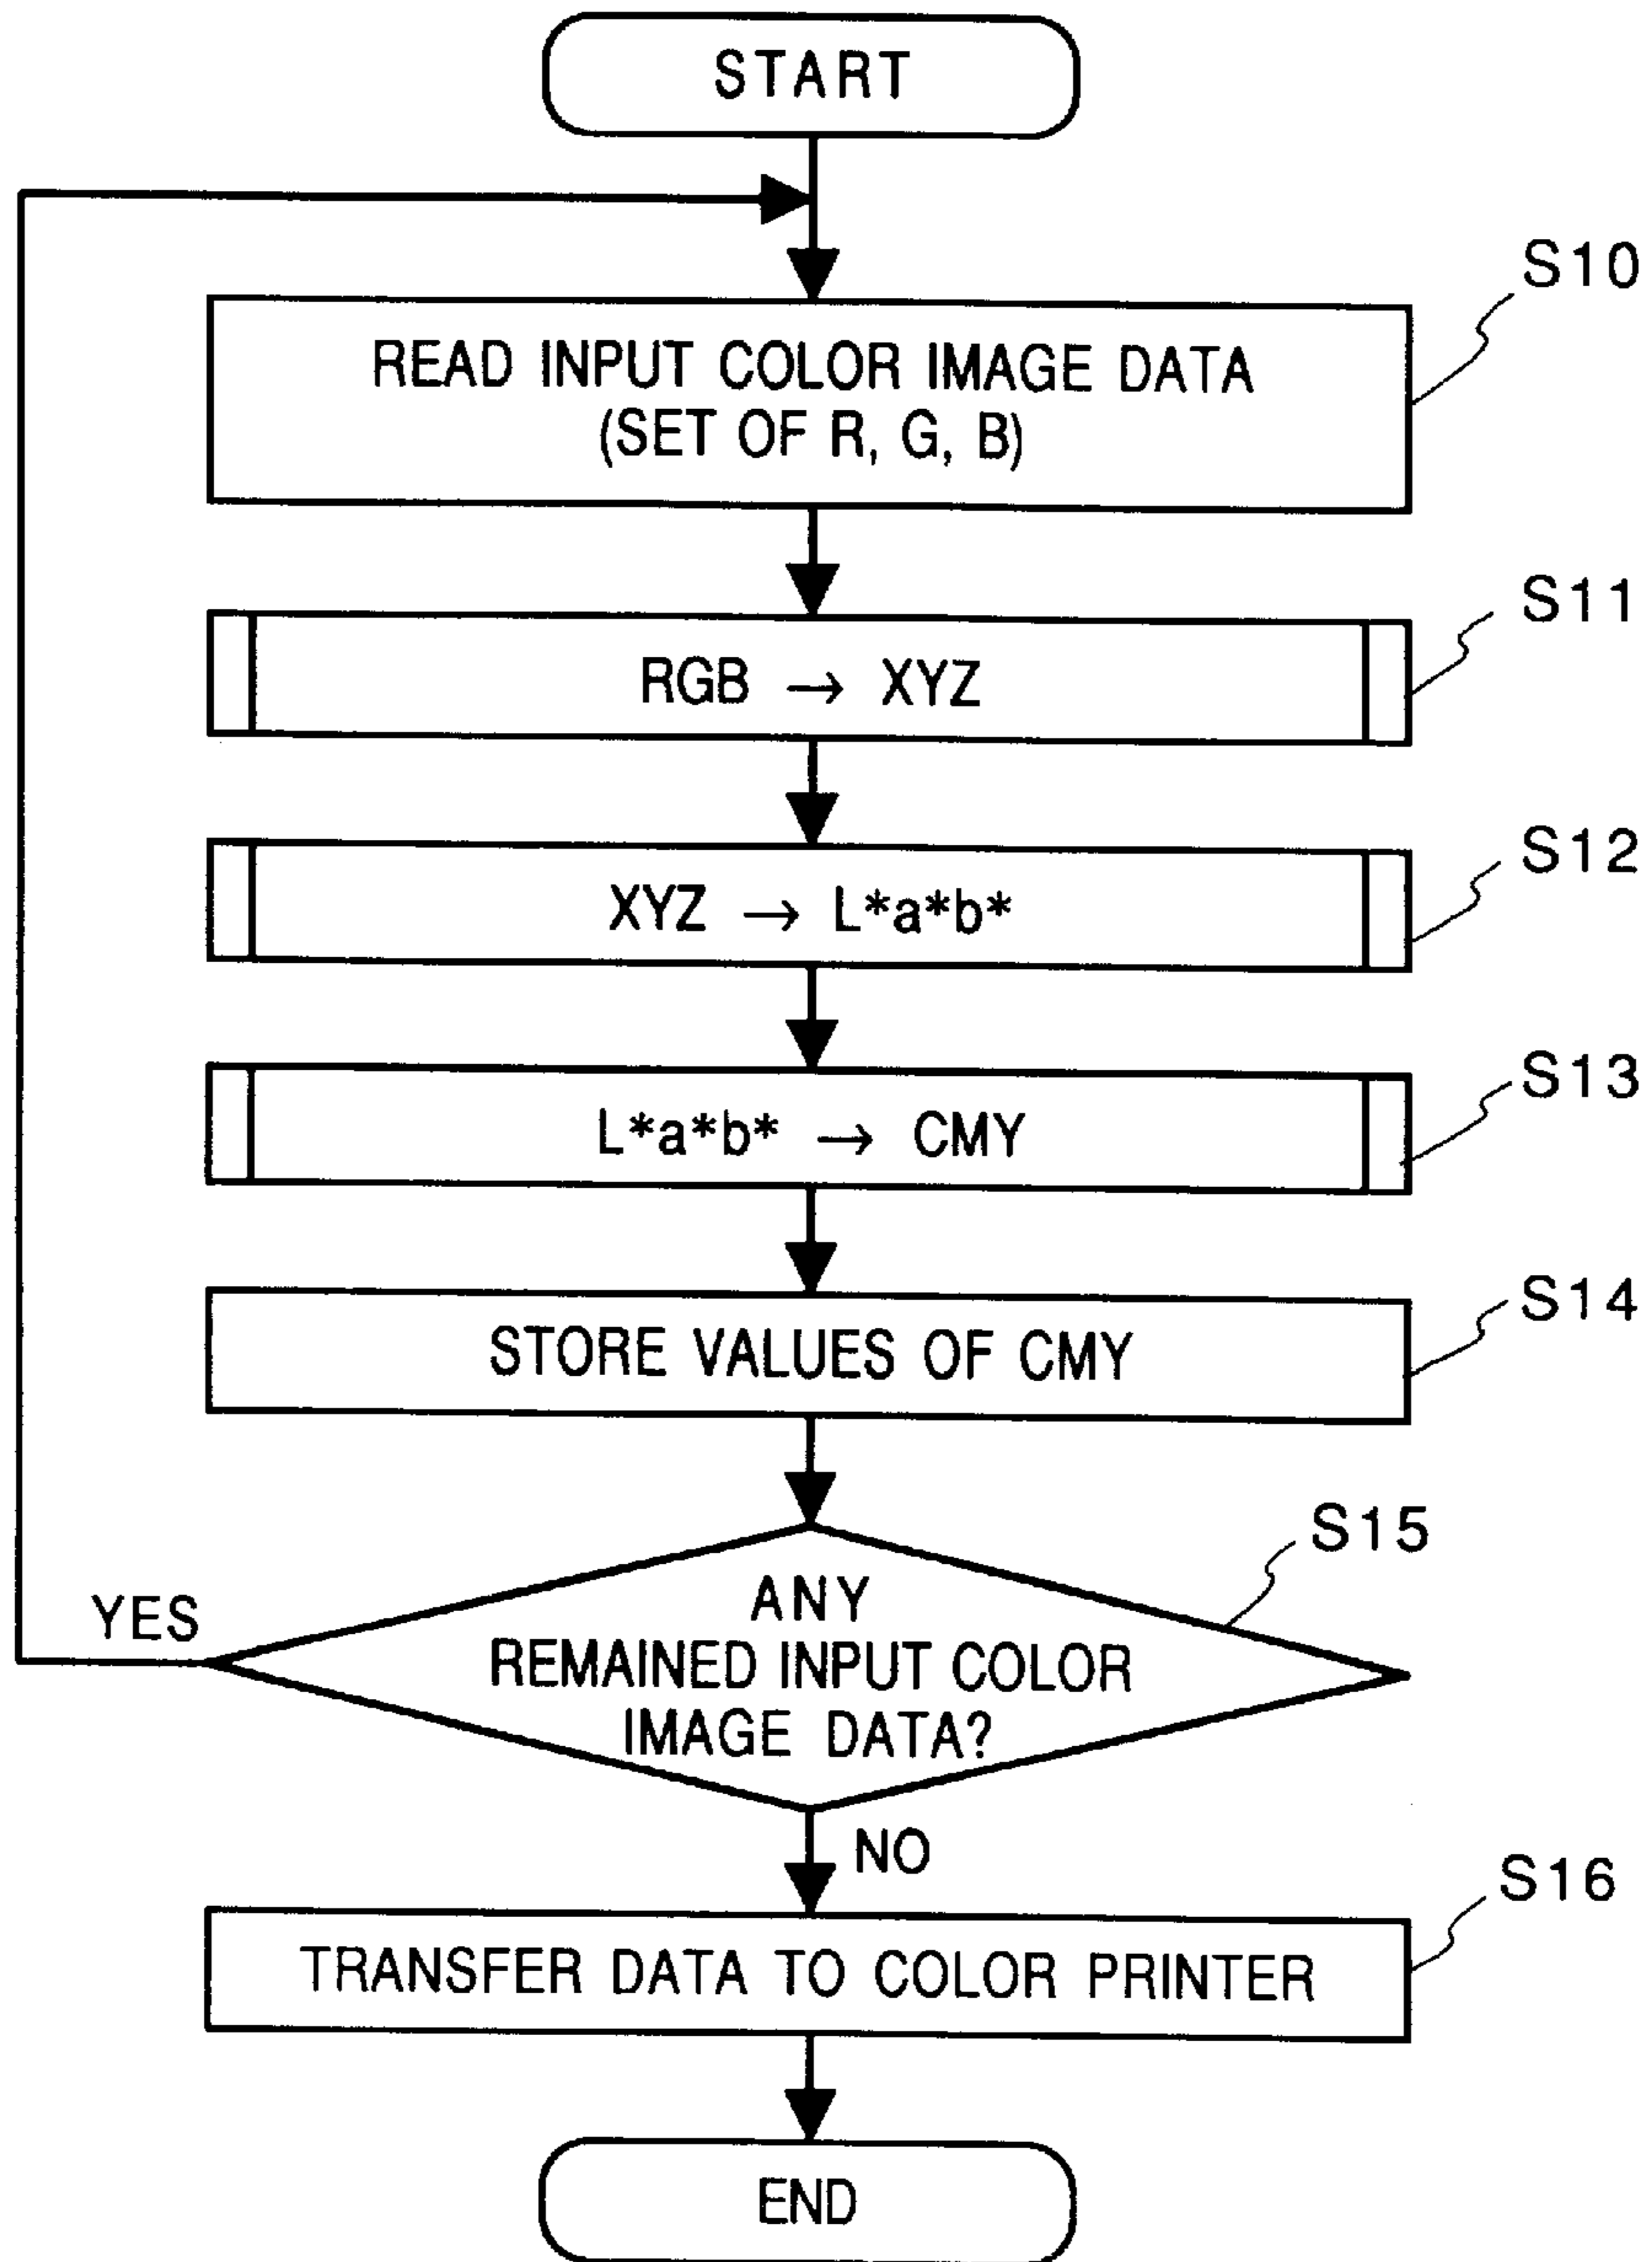 START
S10
READ INPUT COLOR IMAGE DATA
(SET OF R, G, B)
S11
RGB → XYZ
S12
XYZ → L*a*b*
S13
L*a*b* → CMY
S14
STORE VALUES OF CMY
S15
YES
ANY
REMAINED INPUT COLOR
IMAGE DATA?
NO
S16
TRANSFER DATA TO COLOR PRINTER
END